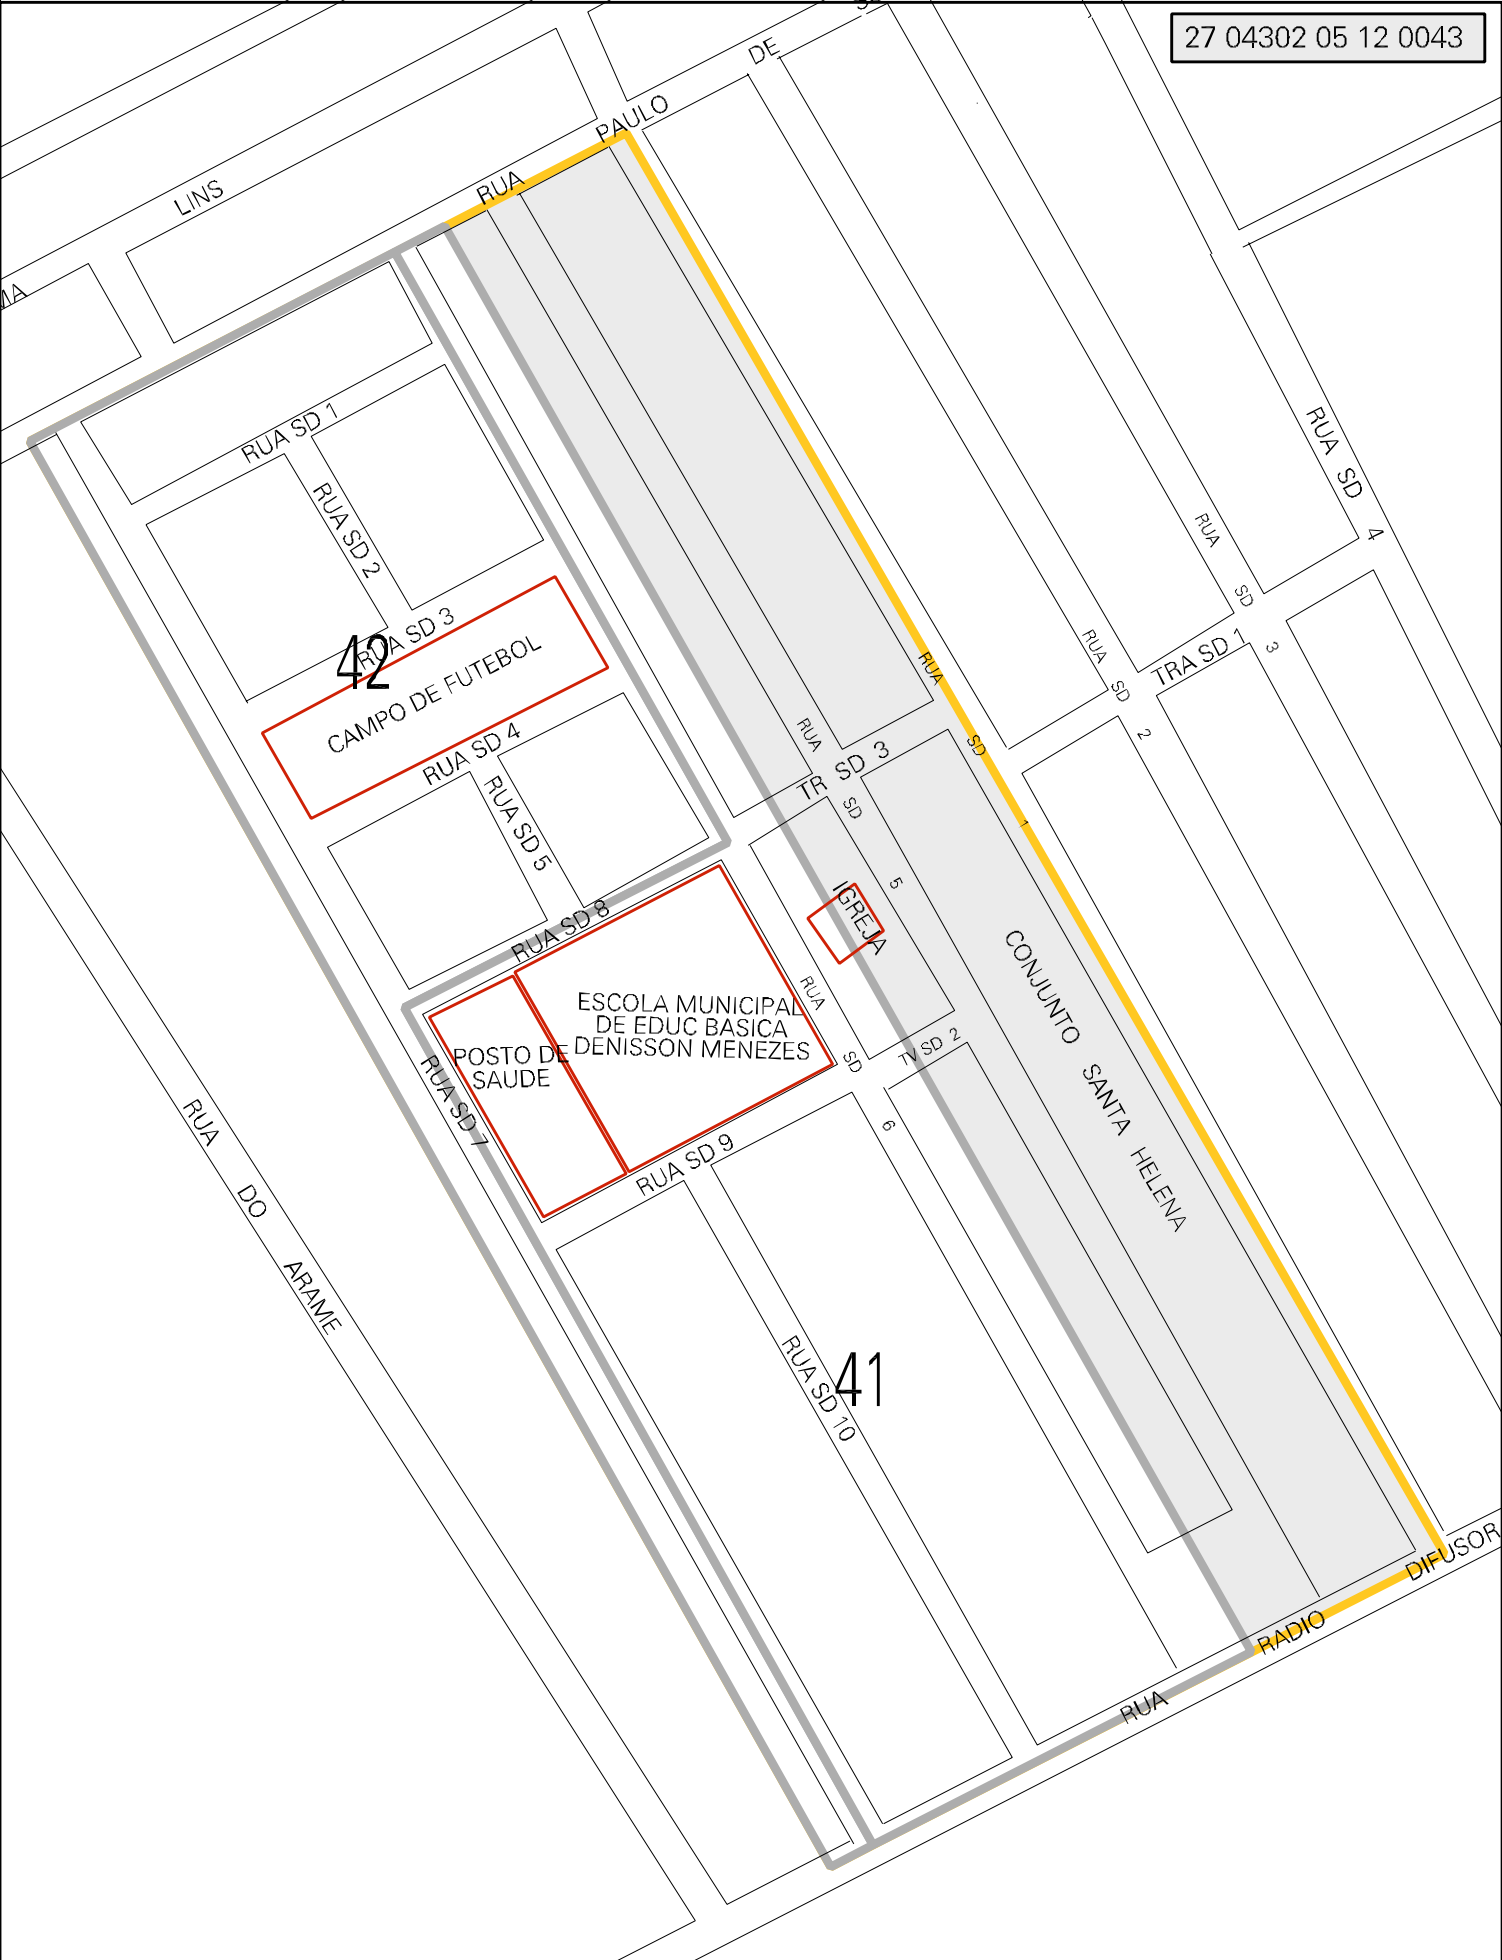 27 04302 05 12 0043
DE
PAULO
RUA
LINS
RUA SD 1
RUA SD 2
RUA SD 3
42
CAMPO DE FUTEBOL
RUA SD 4
RUA SD 5
RUA SD 4
RUA SD 3
RUA SD 2
TRA SD 1
RUA SD 1
RUA SD 5
TR SD 3
IGREJA
RUA SD 8
ESCOLA MUNICIPAL
DE EDUC BASICA
DENISSON MENEZES
POSTO DE
SAUDE
RUA SD 7
RUA SD 6
TV SD 2
CONJUNTO SANTA HELENA
RUA SD 9
RUA DO ARAME
RUA SD 10
41
RUA RADIO DIFUSOR